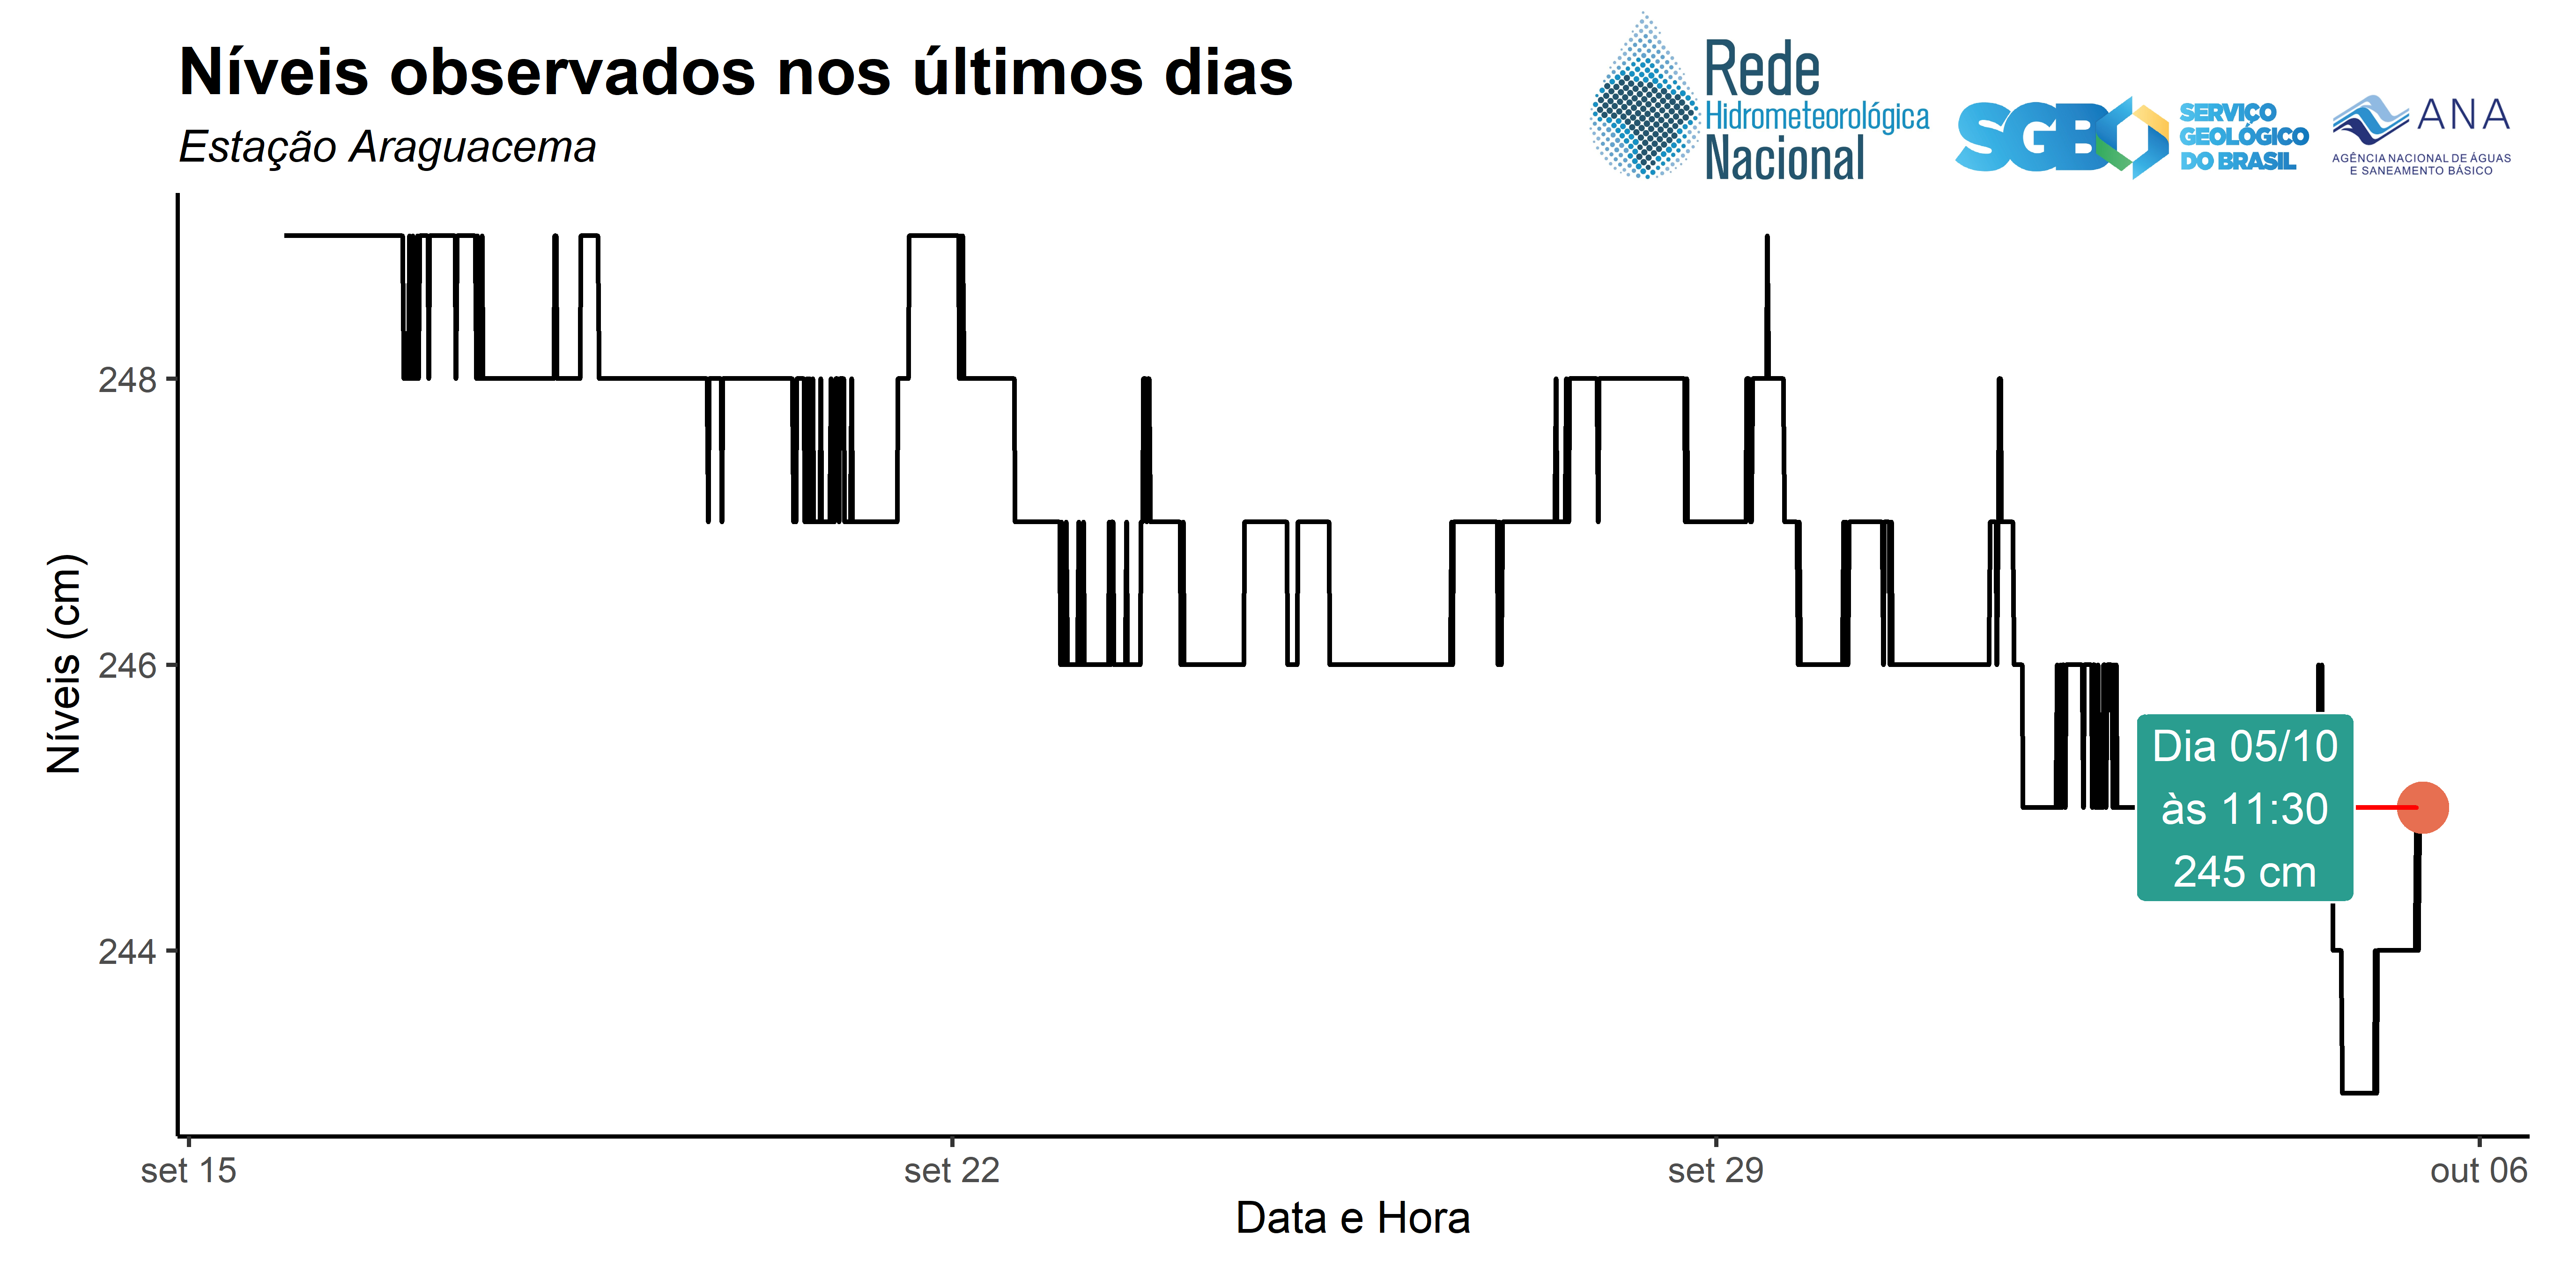 Níveis observados nos últimos dias
Estação Araguacema
Rede
Hidrometeorológica
Nacional
SGB
SERVIÇO
GEOLÓGICO
DO BRASIL
ANA
AGÊNCIA NACIONAL DE ÁGUAS
E SANEAMENTO BÁSICO
Níveis (cm)
248
246
244
Dia 05/10
às 11:30
245 cm
set 15
set 22
set 29
out 06
Data e Hora